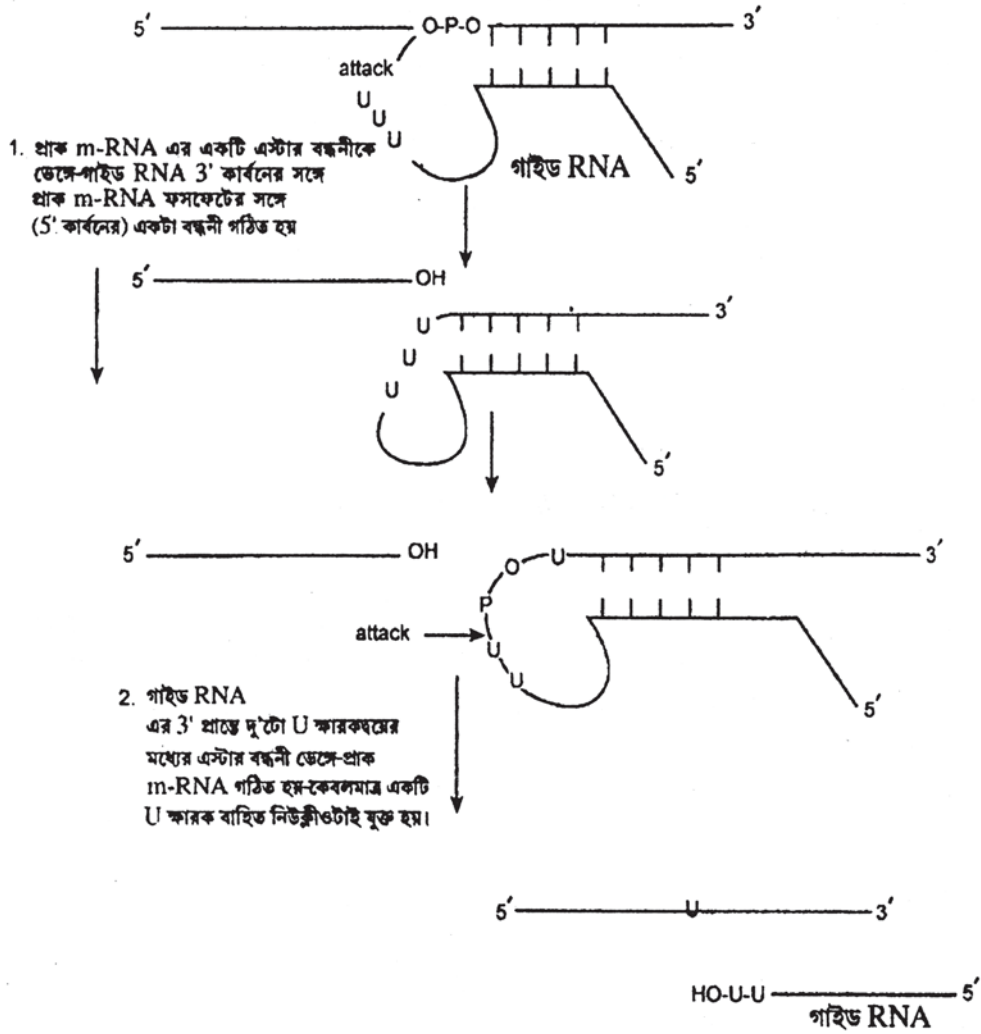 5′ O-P-O 3′
attack
U
U
U
গাইড RNA
5′
1. প্রাক m-RNA এর একটি এস্টার বন্ধনীকে
ভেঙ্গে-গাইড RNA 3' কার্বনের সঙ্গে
প্রাক m-RNA ফসফেটের সঙ্গে
(5' কার্বনের) একটা বন্ধনী গঠিত হয়
5′ OH
U 3′
U
U
5′
5′ OH
O U 3′
P
attack U
U
5′
2. গাইড RNA
এর 3' প্রান্তে দু'টো U ক্ষারকদ্বয়ের
মধ্যের এস্টার বন্ধনী ভেঙ্গে-প্রাক
m-RNA গঠিত হয়-কেবলমাত্র একটি
U ক্ষারক বাহিত নিউক্লীওটাই যুক্ত হয়।
5′ U 3′
HO-U-U 5′
গাইড RNA